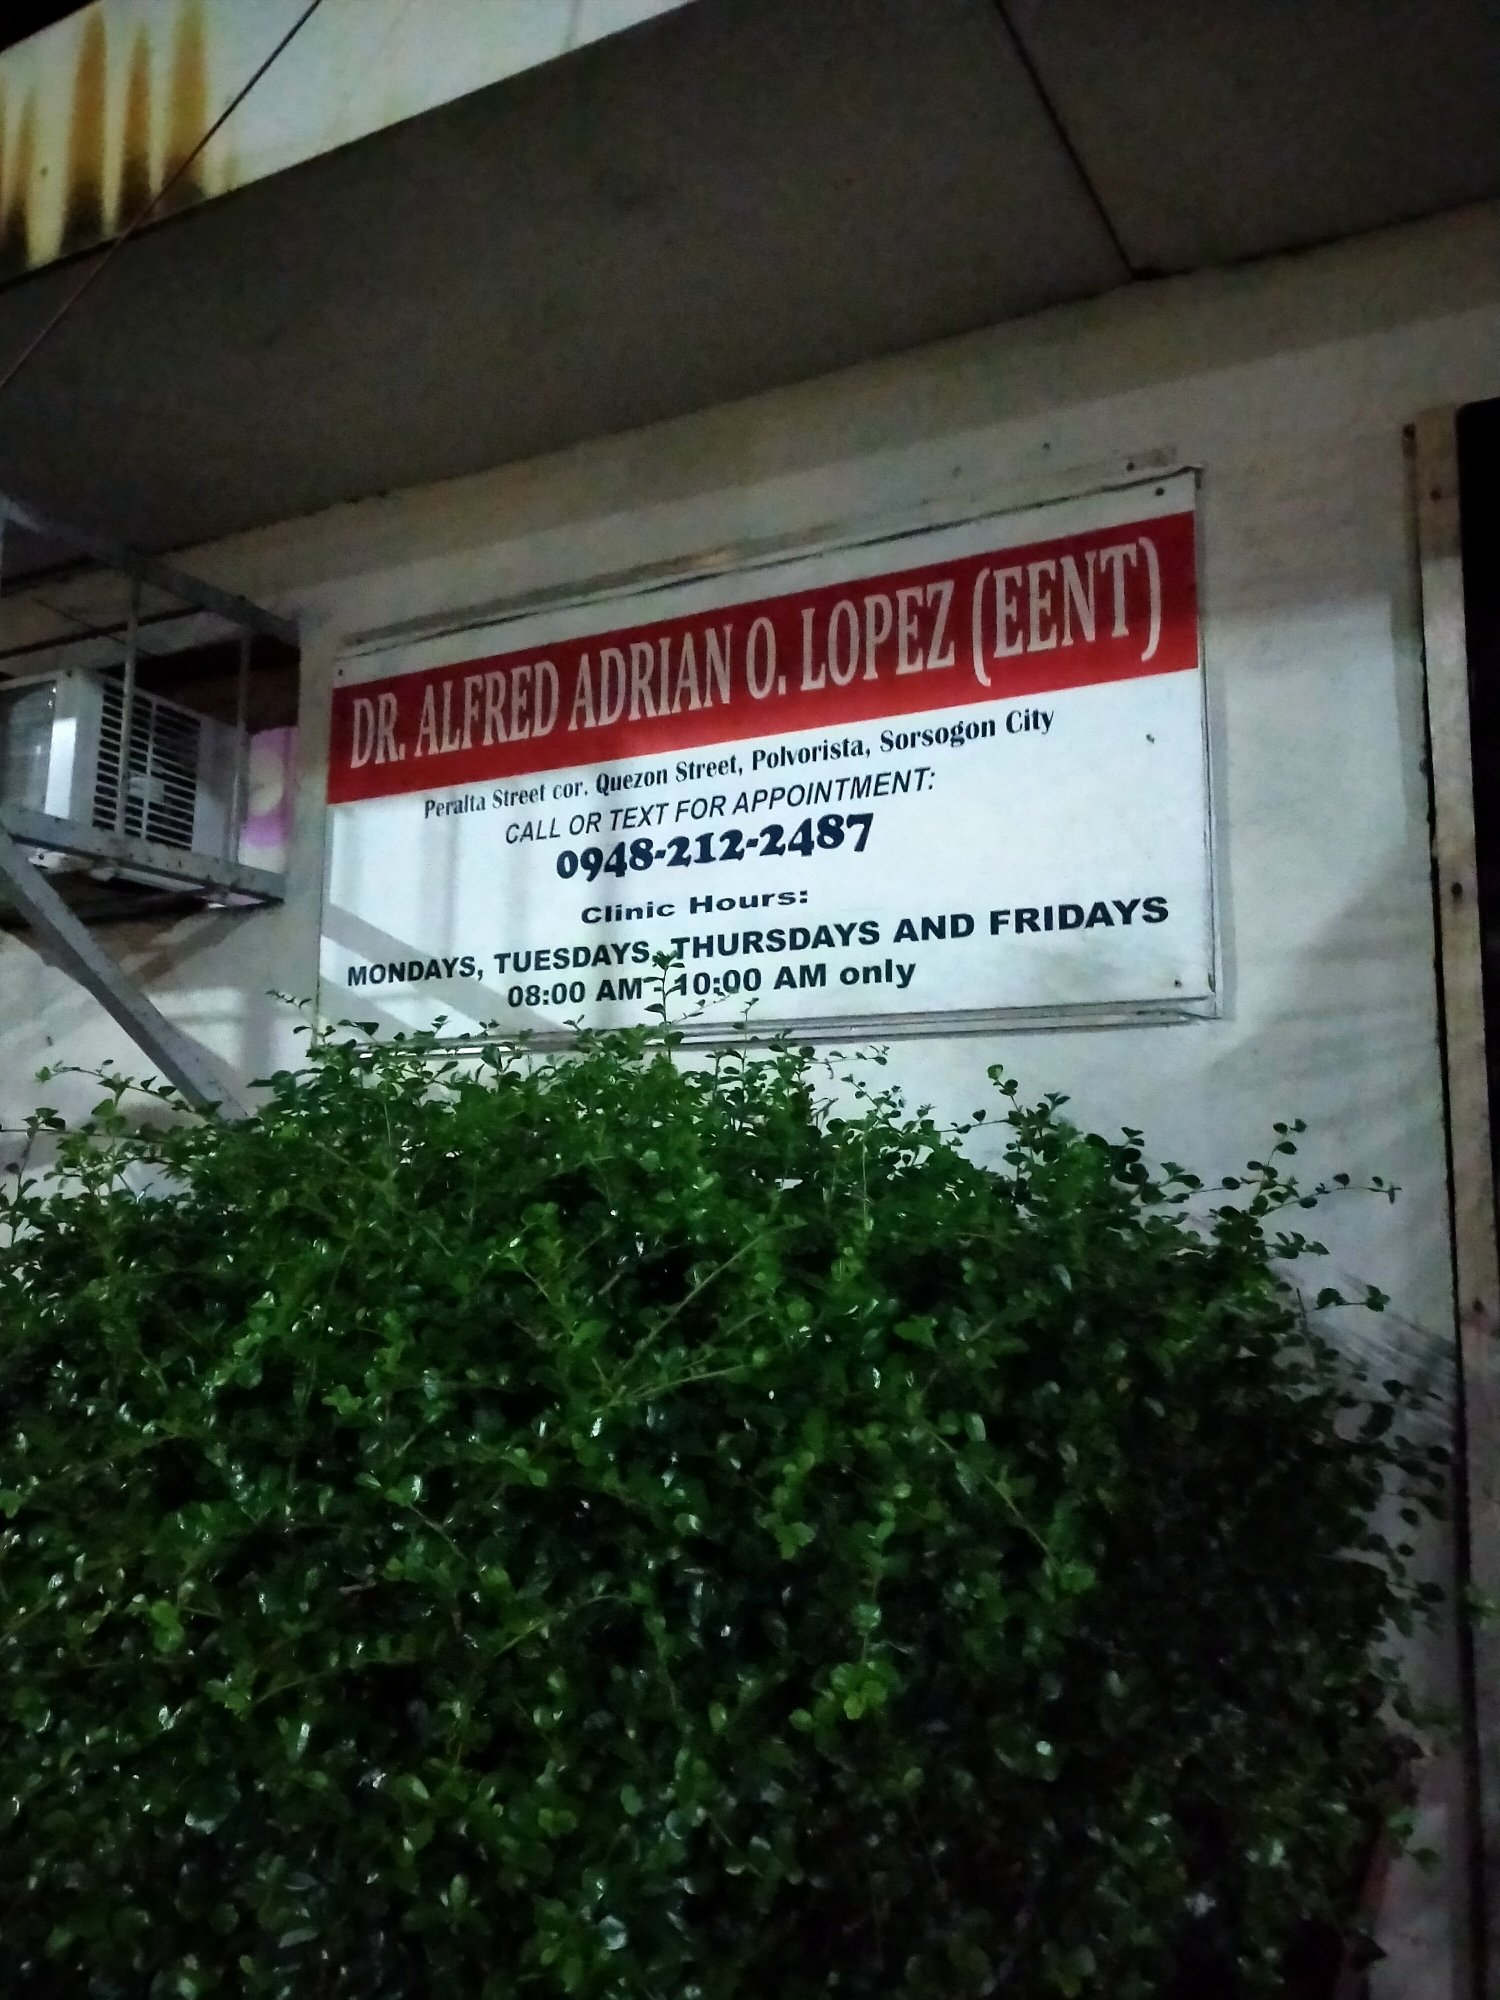 DR. ALFRED ADRIAN O. LOPEZ (EENT)
Peralta Street cor. Quezon Street, Polvorista, Sorsogon City
CALL OR TEXT FOR APPOINTMENT:
0948-212-2487
Clinic Hours:
MONDAYS, TUESDAYS, THURSDAYS AND FRIDAYS
08:00 AM - 10:00 AM only